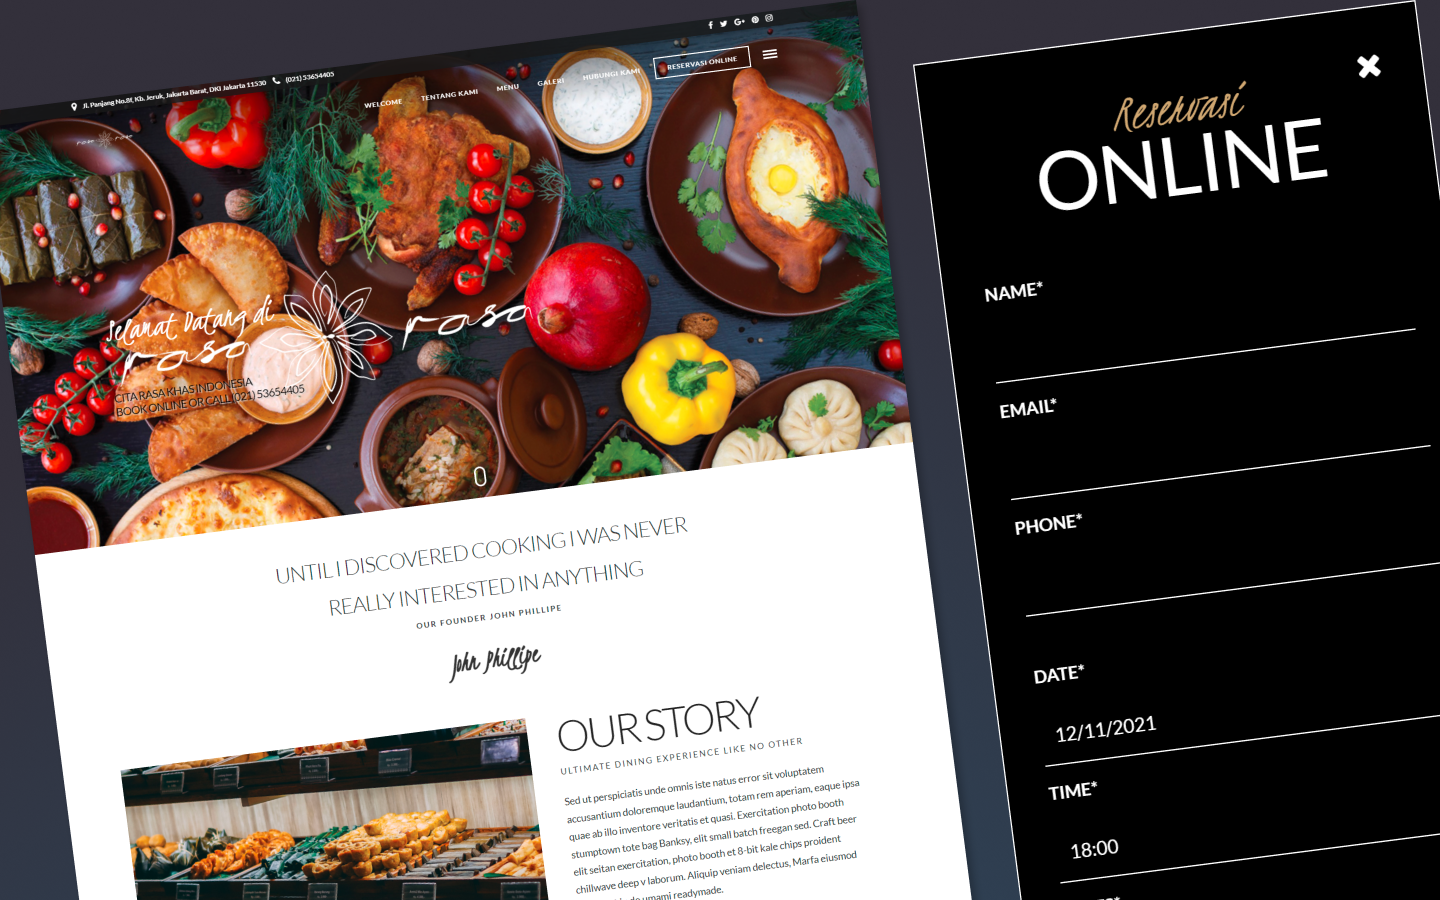 Jl. Panjang No.8f, Kb. Jeruk, Jakarta Barat, DKI Jakarta 11530
(021) 53654405
WELCOME
TENTANG KAMI
MENU
GALERI
HUBUNGI KAMI
RESERVASI ONLINE
Selamat Datang di
rasa
rasa
CITA RASA KHAS INDONESIA
BOOK ONLINE OR CALL (021) 53654405
UNTIL I DISCOVERED COOKING I WAS NEVER
REALLY INTERESTED IN ANYTHING
OUR FOUNDER JOHN PHILLIPE
John Phillipe
OUR STORY
ULTIMATE DINING EXPERIENCE LIKE NO OTHER
Sed ut perspiciatis unde omnis iste natus error sit voluptatem
accusantium doloremque laudantium, totam rem aperiam, eaque ipsa
quae ab illo inventore veritatis et quasi. Exercitation photo booth
stumptown tote bag Banksy, elit small batch freegan sed. Craft beer
elit seitan exercitation, photo booth et 8-bit kale chips proident
chillwave deep v laborum. Aliquip veniam delectus, Marfa eiusmod
umami readymade.
Reservasi
ONLINE
NAME*
EMAIL*
PHONE*
DATE*
12/11/2021
TIME*
18:00